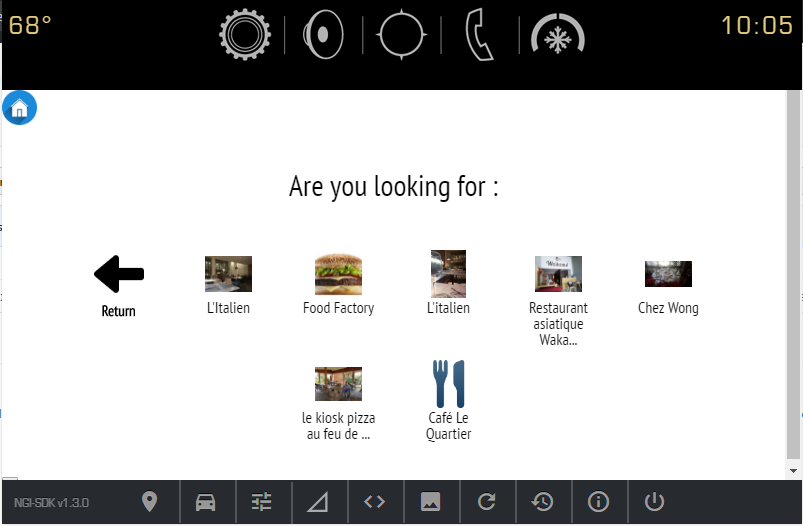 68°
10:05
Are you looking for :
Return
L'Italien
Food Factory
L'italien
Restaurant
asiatique
Waka...
Chez Wong
le kiosk pizza
au feu de ...
Café Le
Quartier
NGI-SDK v1.3.0